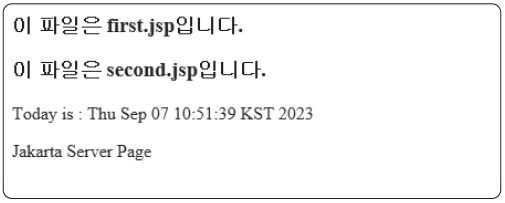 이 파일은 first.jsp입니다.
이 파일은 second.jsp입니다.
Today is : Thu Sep 07 10:51:39 KST 2023
Jakarta Server Page